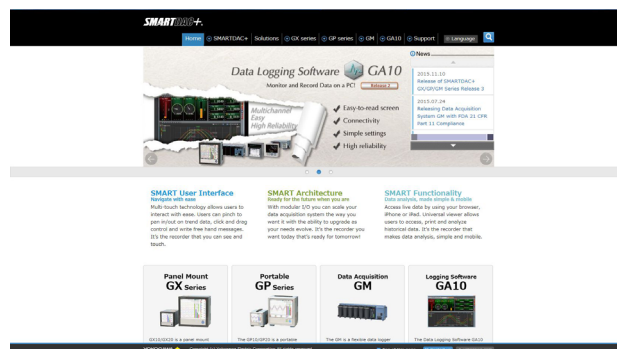 SMARTDAC+.
Home SMARTDAC+ Solutions GX series GP series GM GA10 Support Language
Data Logging Software GA10
Monitor and Record Data on a PC! Release 2
Multichannel
Easy
High Reliability
Easy-to-read screen
Connectivity
Simple settings
High reliability
News
2015.11.10
Release of SMARTDAC+
GX/GP/GM Series Release 3
2015.07.24
Releasing Data Acquisition
System GM with FDA 21 CFR
Part 11 Compliance
SMART User Interface
Navigate with ease
Multi-touch technology allows users to
interact with ease. Users can pinch to
pen in/out on trend data, click and drag
control and write free hand messages.
It's the recorder that you can see and
touch.
SMART Architecture
Ready for the future when you are
With modular I/O you can scale your
data acquisition system the way you
want it with the ability to upgrade as
your needs evolve. It's the recorder you
want today that's ready for tomorrow!
SMART Functionality
Data analysis, made simple & mobile
Access live data by using your browser,
iPhone or iPad. Universal viewer allows
users to access, print and analyze
historical data. It's the recorder that
makes data analysis, simple and mobile.
Panel Mount
GX Series
GX10/GX20 is a panel mount
Portable
GP Series
The GP10/GP20 is a portable
Data Acquisition
GM
The GM is a flexible data logger
Logging Software
GA10
The Data Logging Software GA10